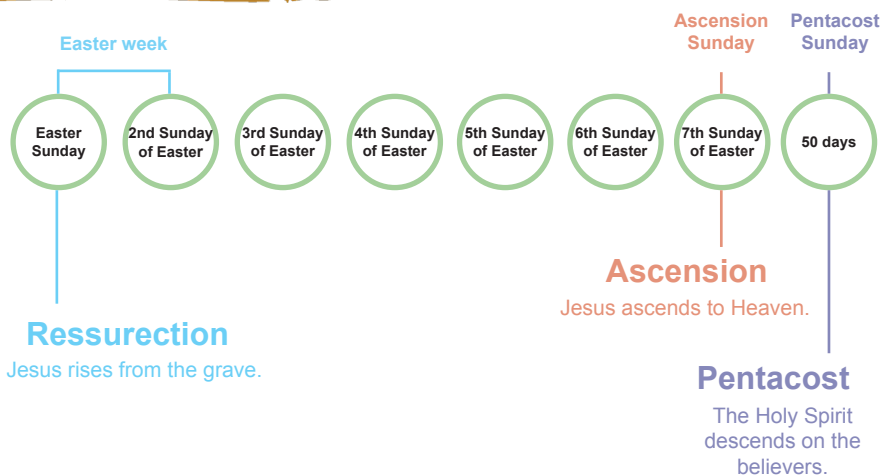 Easter week
Ascension
Sunday
Pentacost
Sunday
Easter
Sunday
2nd Sunday
of Easter
3rd Sunday
of Easter
4th Sunday
of Easter
5th Sunday
of Easter
6th Sunday
of Easter
7th Sunday
of Easter
50 days
Ressurection
Jesus rises from the grave.
Ascension
Jesus ascends to Heaven.
Pentacost
The Holy Spirit
descends on the
believers.